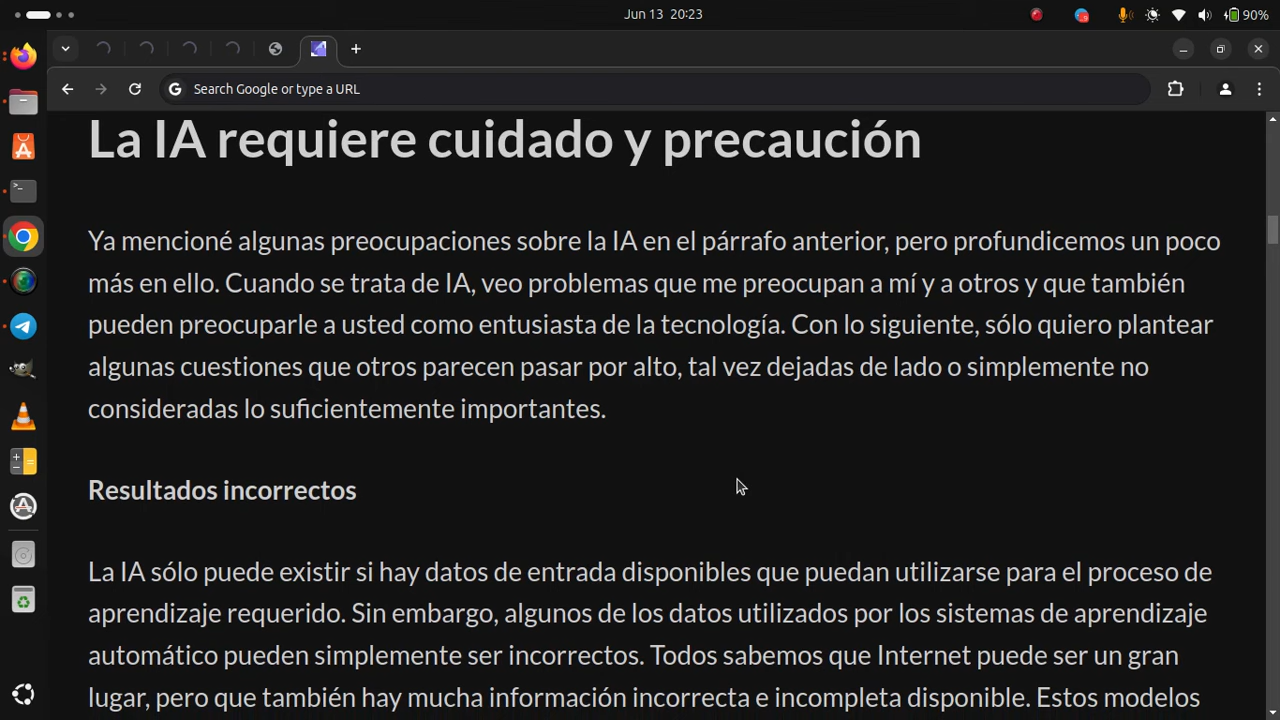 Jun 13 20:23
90%
Search Google or type a URL
La IA requiere cuidado y precaución
Ya mencioné algunas preocupaciones sobre la IA en el párrafo anterior, pero profundicemos un poco
más en ello. Cuando se trata de IA, veo problemas que me preocupan a mí y a otros y que también
pueden preocuparle a usted como entusiasta de la tecnología. Con lo siguiente, sólo quiero plantear
algunas cuestiones que otros parecen pasar por alto, tal vez dejadas de lado o simplemente no
consideradas lo suficientemente importantes.
Resultados incorrectos
La IA sólo puede existir si hay datos de entrada disponibles que puedan utilizarse para el proceso de
aprendizaje requerido. Sin embargo, algunos de los datos utilizados por los sistemas de aprendizaje
automático pueden simplemente ser incorrectos. Todos sabemos que Internet puede ser un gran
lugar, pero que también hay mucha información incorrecta e incompleta disponible. Estos modelos